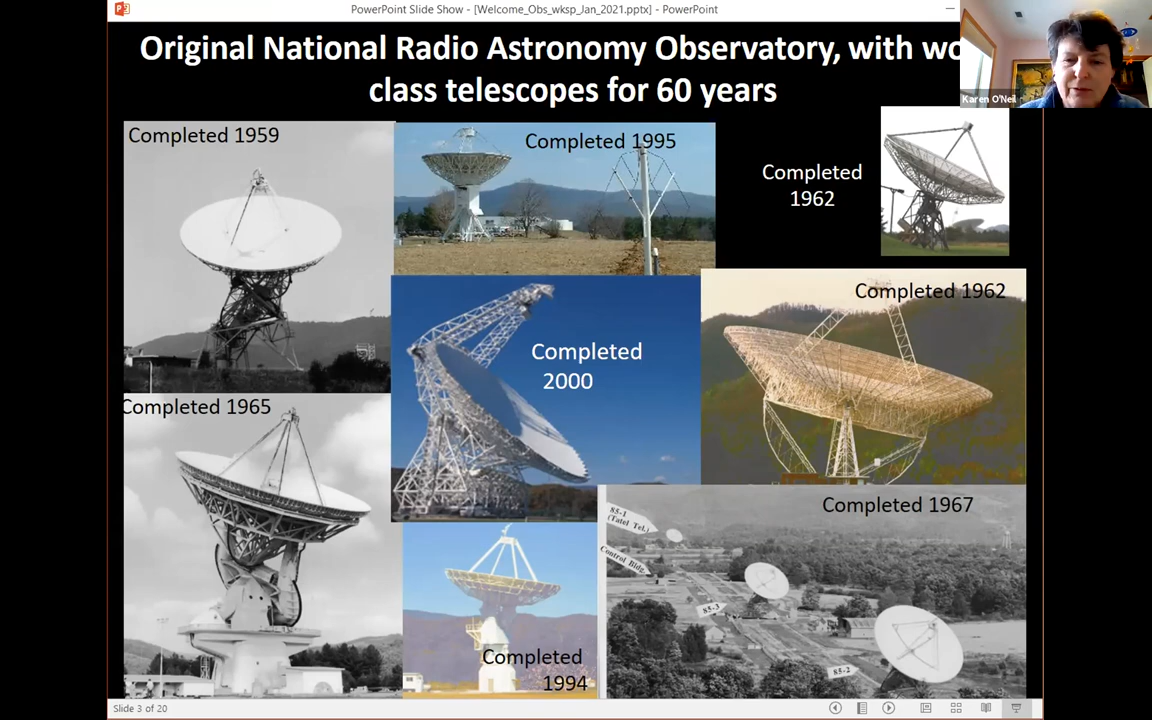 PowerPoint Slide Show - [Welcome_Obs_wksp_Jan_2021.pptx] - PowerPoint
Original National Radio Astronomy Observatory, with wo
class telescopes for 60 years
Karen O'Neil
Completed 1959
Completed 1995
Completed
1962
Completed
2000
Completed 1962
Completed 1965
Completed
1994
Completed 1967
85-1
(Tatel Tel.)
Control Bldg.
85-3
85-2
Slide 3 of 20